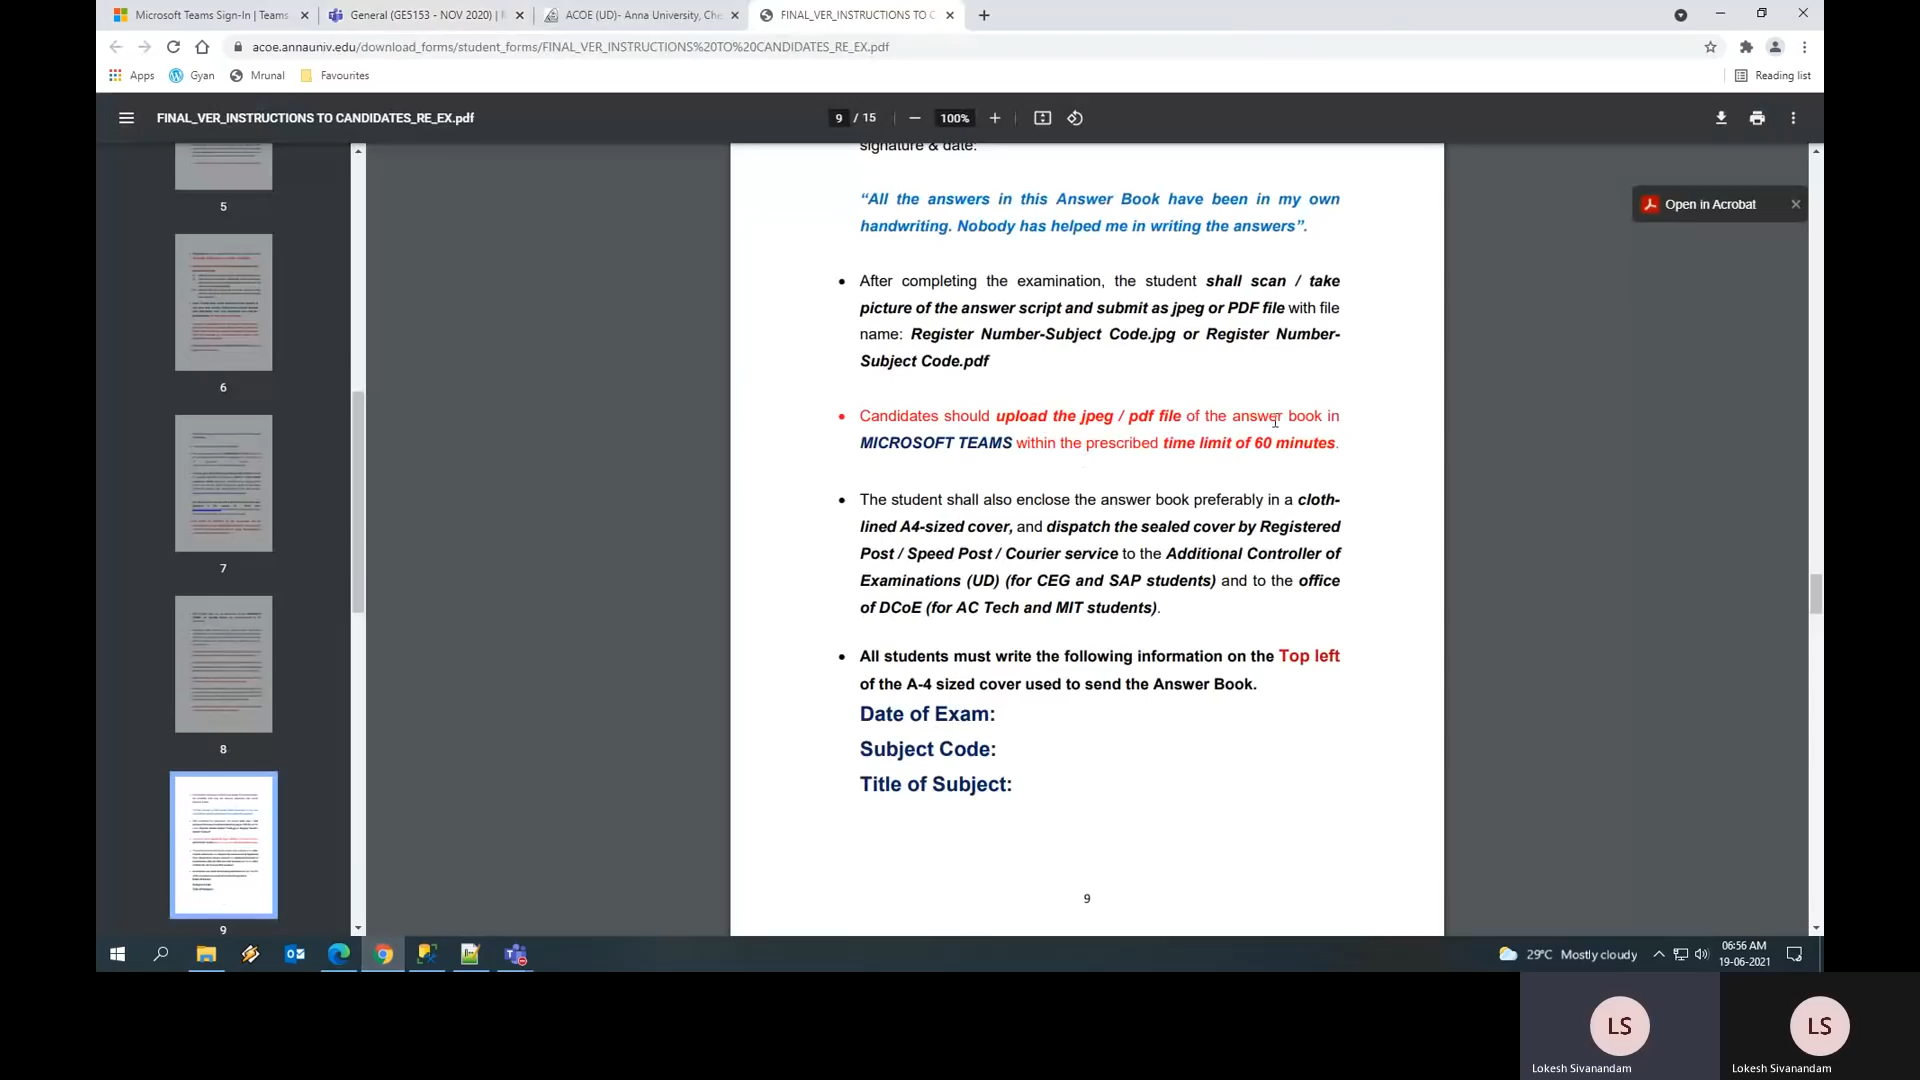 Microsoft Teams Sign-In | Teams
General (GE5153 - NOV 2020) |
ACOE (UD)- Anna University, Che
FINAL_VER_INSTRUCTIONS TO C
acoe.annauniv.edu/download_forms/student_forms/FINAL_VER_INSTRUCTIONS%20TO%20CANDIDATES_RE_EX.pdf
Apps
Gyan
Mrunal
Favourites
Reading list
FINAL_VER_INSTRUCTIONS TO CANDIDATES_RE_EX.pdf
9 / 15
100%
Open in Acrobat
5
6
7
8
9
signature & date:
“All the answers in this Answer Book have been in my own
handwriting. Nobody has helped me in writing the answers”.
• After completing the examination, the student shall scan / take
picture of the answer script and submit as jpeg or PDF file with file
name: Register Number-Subject Code.jpg or Register Number-
Subject Code.pdf
• Candidates should upload the jpeg / pdf file of the answer book in
MICROSOFT TEAMS within the prescribed time limit of 60 minutes.
• The student shall also enclose the answer book preferably in a cloth-
lined A4-sized cover, and dispatch the sealed cover by Registered
Post / Speed Post / Courier service to the Additional Controller of
Examinations (UD) (for CEG and SAP students) and to the office
of DCoE (for AC Tech and MIT students).
• All students must write the following information on the Top left
of the A-4 sized cover used to send the Answer Book.
Date of Exam:
Subject Code:
Title of Subject:
9
29°C Mostly cloudy
06:56 AM
19-06-2021
LS
LS
Lokesh Sivanandam
Lokesh Sivanandam